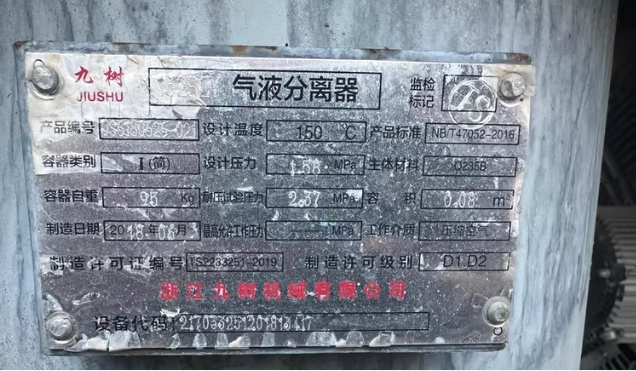 九树 气液分离器 监检
JIUSHU 标记 TS
产品编号 设计温度 150 ℃ 产品标准 NB/T47052-2016
容器类别 I(简) 设计压力 1.58 MPa 主体材料 Q235B
容器自重 95 Kg 耐压试验压力 2.37 MPa 容积 0.08 m³
制造日期 2018年 月 最高允许工作压力 MPa 工作介质 压缩空气
制造许可证编号 TS2233251-2019 制造许可级别 D1 D2
浙江九树机械有限公司
设备代码